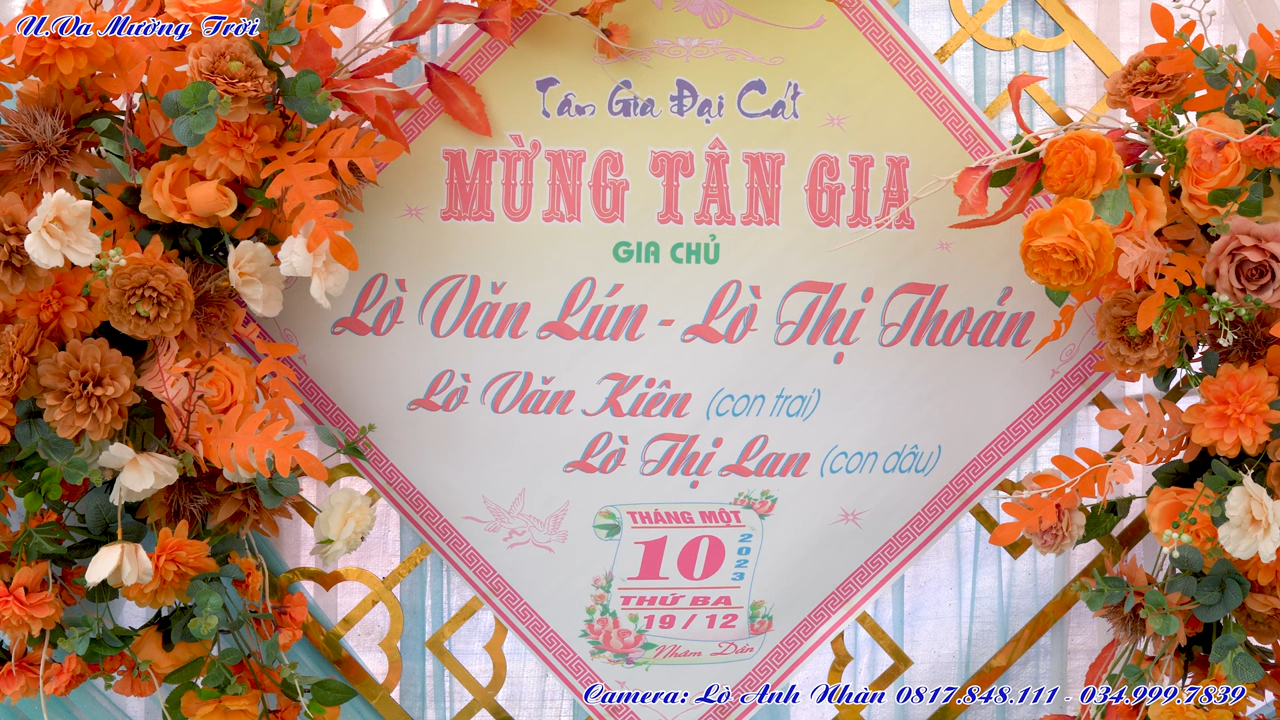 U.Va Mường Trời
Tân Gia Đại Cát
MỪNG TÂN GIA
GIA CHỦ
Lò Văn Lún - Lò Thị Thoản
Lò Văn Kiên (con trai)
Lò Thị Lan (con dâu)
THÁNG MỘT
10
2023
THỨ BA
19 / 12
Nhâm Dần
Camera: Lò Anh Nhàn 0817.848.111 - 034.999.7839